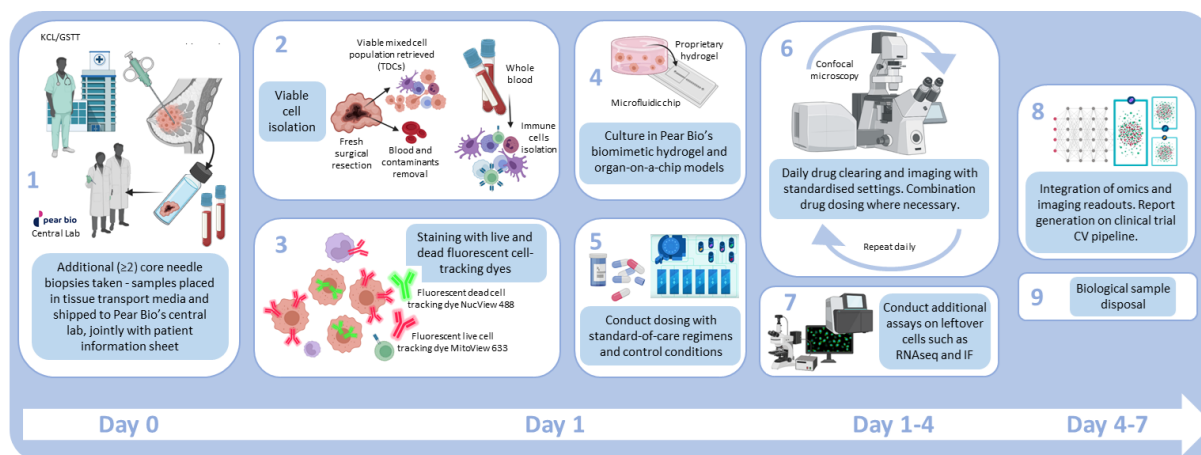 KCL/GSTT
1
pear bio
Central Lab
Additional (≥2) core needle
biopsies taken - samples placed
in tissue transport media and
shipped to Pear Bio's central
lab, jointly with patient
information sheet
2
Viable mixed cell
population retrieved
(TDCs)
Whole
blood
Viable
cell
isolation
Fresh
surgical
resection
Blood and
contaminants
removal
Immune
cells
isolation
3
Staining with live and
dead fluorescent cell-
tracking dyes
Fluorescent dead cell
tracking dye NucView 488
Fluorescent live cell
tracking dye MitoView 633
4
Proprietary
hydrogel
Microfluidic chip
Culture in Pear Bio's
biomimetic hydrogel and
organ-on-a-chip models
5
Conduct dosing with
standard-of-care regimens
and control conditions
6
Confocal
microscopy
Daily drug clearing and imaging with
standardised settings. Combination
drug dosing where necessary.
Repeat daily
7
Conduct additional
assays on leftover
cells such as
RNAseq and IF
8
Integration of omics and
imaging readouts. Report
generation on clinical trial
CV pipeline.
9
Biological sample
disposal
Day 0
Day 1
Day 1-4
Day 4-7